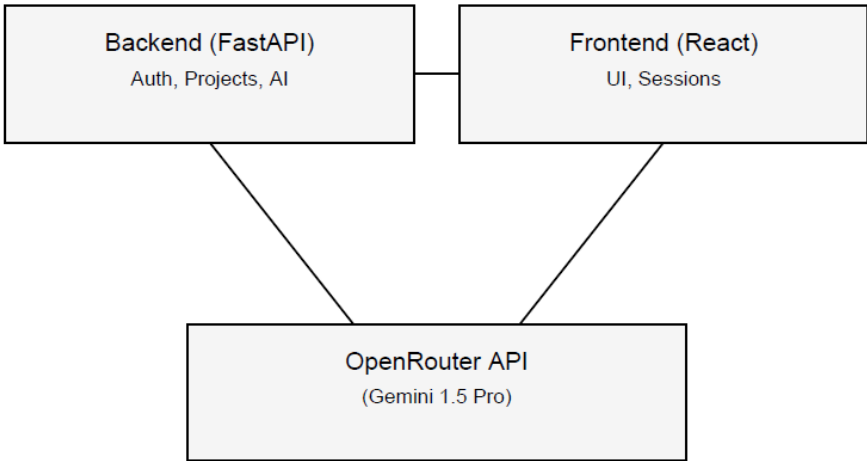 Backend (FastAPI)
Auth, Projects, AI
Frontend (React)
UI, Sessions
OpenRouter API
(Gemini 1.5 Pro)